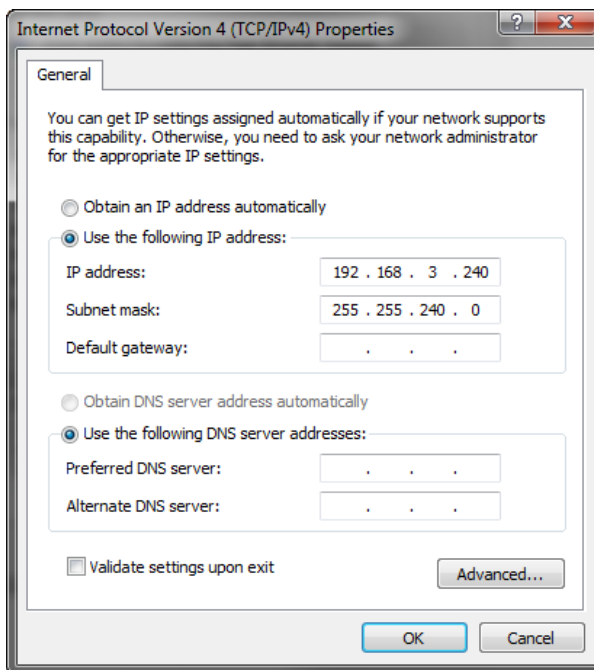 Internet Protocol Version 4 (TCP/IPv4) Properties
General
You can get IP settings assigned automatically if your network supports
this capability. Otherwise, you need to ask your network administrator
for the appropriate IP settings.
Obtain an IP address automatically
Use the following IP address:
IP address: 192 . 168 . 3 . 240
Subnet mask: 255 . 255 . 240 . 0
Default gateway: . . .
Obtain DNS server address automatically
Use the following DNS server addresses:
Preferred DNS server: . . .
Alternate DNS server: . . .
Validate settings upon exit
Advanced...
OK Cancel